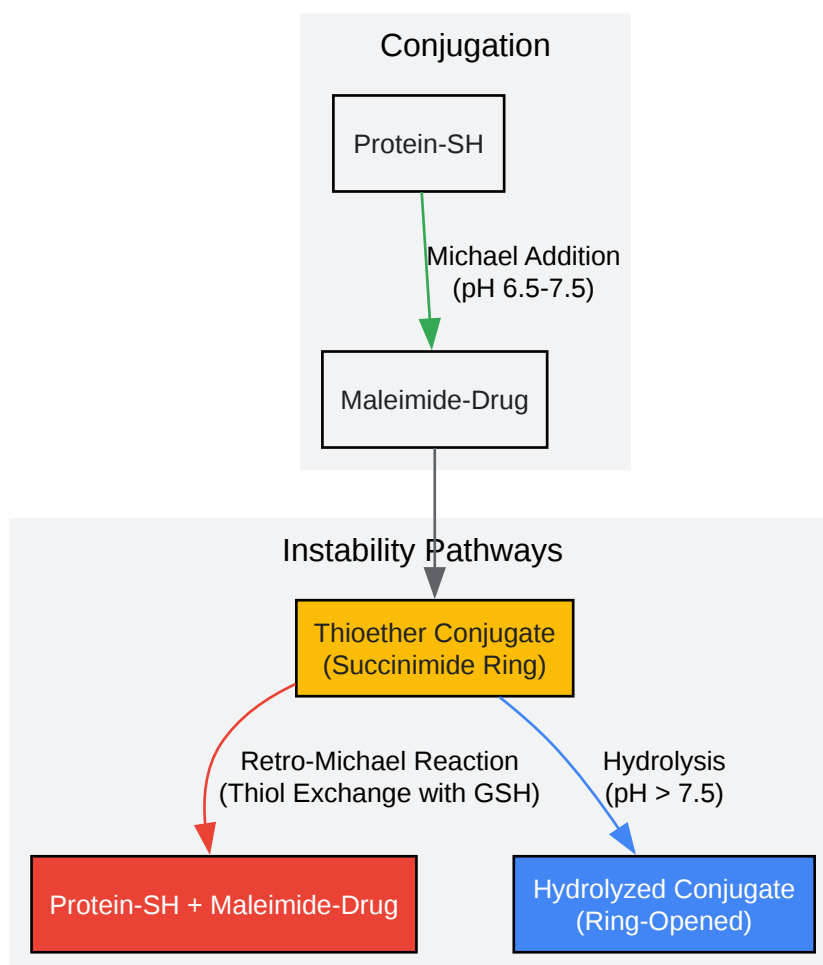 Conjugation
Protein-SH
Michael Addition
(pH 6.5-7.5)
Maleimide-Drug
Instability Pathways
Thioether Conjugate
(Succinimide Ring)
Retro-Michael Reaction
(Thiol Exchange with GSH)
Hydrolysis
(pH > 7.5)
Protein-SH + Maleimide-Drug
Hydrolyzed Conjugate
(Ring-Opened)